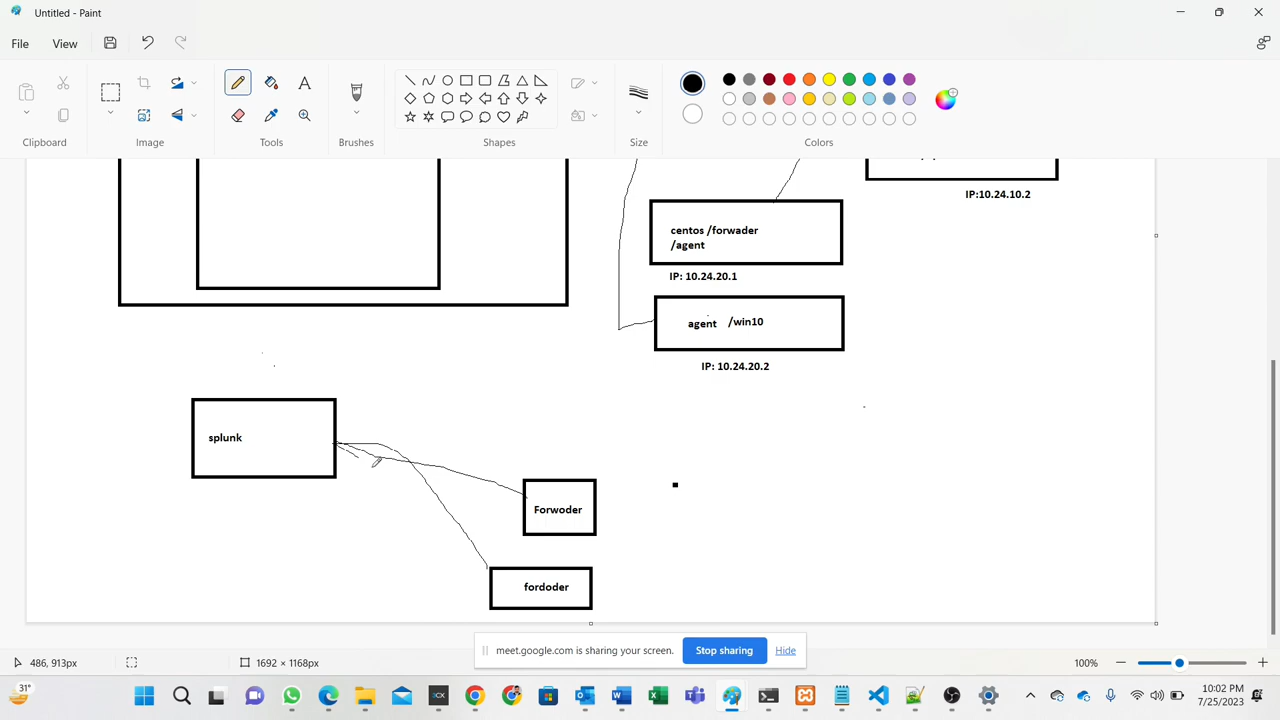 Untitled - Paint
File
View
Clipboard
Image
Tools
Brushes
Shapes
Size
Colors
IP:10.24.10.2
centos /forwader
/agent
IP: 10.24.20.1
agent /win10
IP: 10.24.20.2
splunk
Forwoder
fordoder
meet.google.com is sharing your screen.
Stop sharing
Hide
486, 913px
1692 × 1168px
100%
31°
10:02 PM
7/25/2023